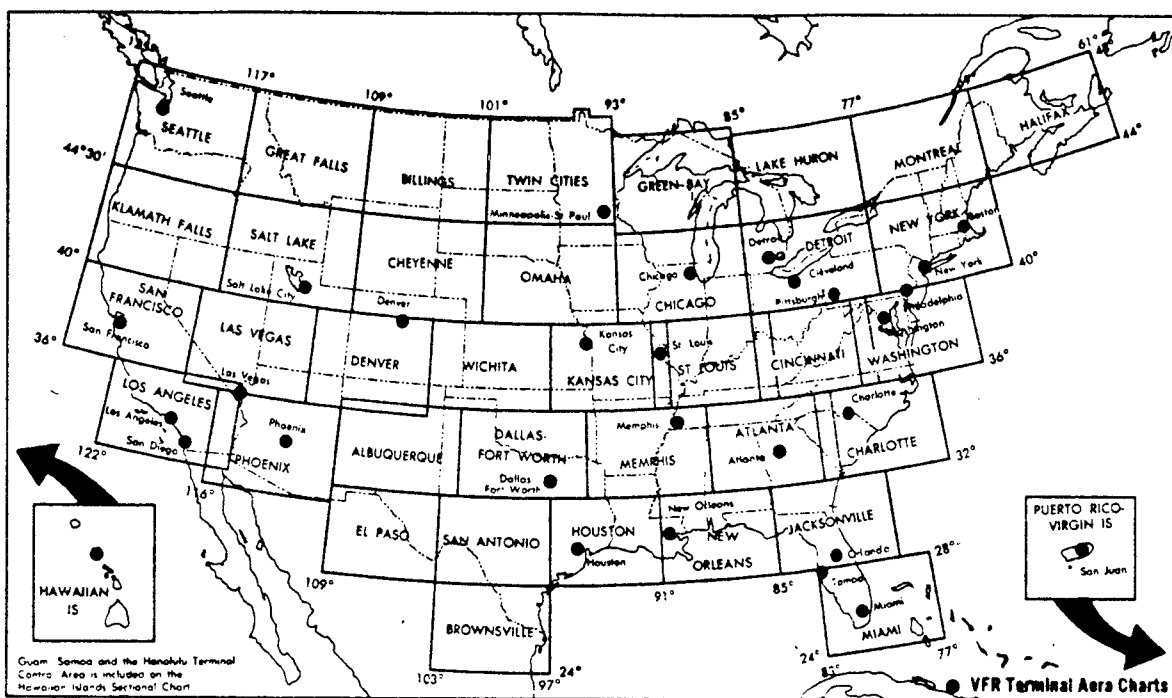 61°
125°
117°
109°
101°
93°
85°
77°
Seattle
SEATTLE
GREAT FALLS
BILLINGS
TWIN CITIES
GREEN-BAY
LAKE HURON
MONTREAL
HALIFAX
44°
44° 30'
Minneapolis-St Paul
KLAMATH FALLS
SALT LAKE
CHEYENNE
OMAHA
Chicago
CHICAGO
Detroit
DETROIT
Cleveland
NEW YORK
Boston
New York
40°
40°
Salt Lake City
Denver
Pittsburgh
Philadelphia
Washington
SAN
FRANCISCO
San Francisco
LAS VEGAS
DENVER
WICHITA
Kansas
City
KANSAS CITY
St Louis
ST LOUIS
CINCINNATI
WASHINGTON
36°
36°
Las Vegas
LOS ANGELES
Los Angeles
San Diego
Phoenix
PHOENIX
ALBUQUERQUE
DALLAS-
FORT WORTH
Dallas
Fort Worth
Memphis
MEMPHIS
ATLANTA
Atlanta
Charlotte
CHARLOTTE
32°
122°
116°
EL PASO
SAN ANTONIO
HOUSTON
Houston
New Orleans
NEW
ORLEANS
JACKSONVILLE
Orlando
Tampa
28°
109°
91°
85°
BROWNSVILLE
Miami
MIAMI
24°
83°
77°
103°
97°
24°
HAWAIIAN
IS
PUERTO RICO-
VIRGIN IS
San Juan
Guam Samoa and the Honolulu Terminal
Contro Area is included on the
Hawaiian Islands Sectional Chart
VFR Terminal Aera Charts